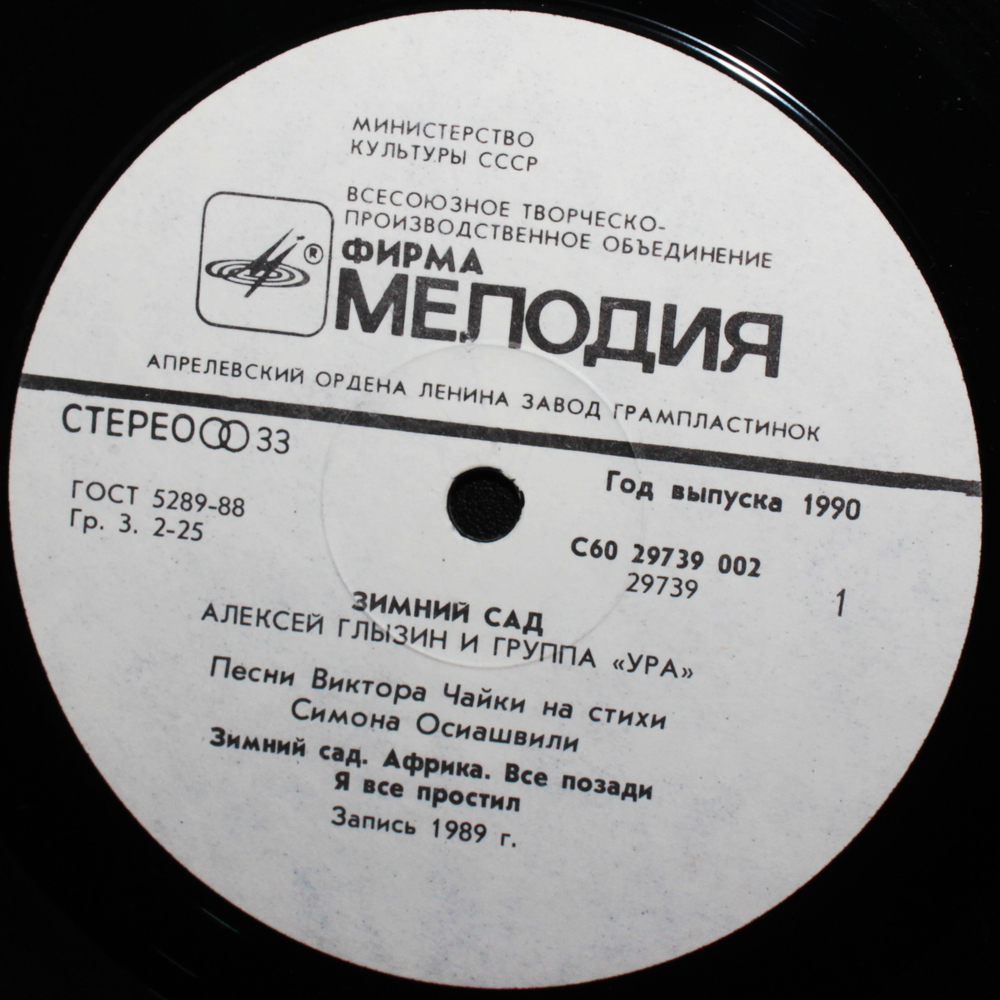 МИНИСТЕРСТВО
КУЛЬТУРЫ СССР
ВСЕСОЮЗНОЕ ТВОРЧЕСКО-
ПРОИЗВОДСТВЕННОЕ ОБЪЕДИНЕНИЕ
ФИРМА
®
МЕЛОДИЯ
АПРЕЛЕВСКИЙ ОРДЕНА ЛЕНИНА ЗАВОД ГРАМПЛАСТИНОК
СТЕРЕО 33
ГОСТ 5289-88
Гр. 3. 2-25
Год выпуска 1990
С60 29739 002
29739
1
ЗИМНИЙ САД
АЛЕКСЕЙ ГЛЫЗИН И ГРУППА «УРА»
Песни Виктора Чайки на стихи
Симона Осиашвили
Зимний сад. Африка. Все позади
Я все простил
Запись 1989 г.